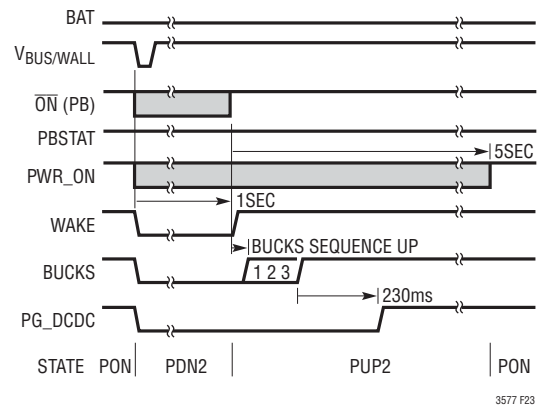 BAT
VBUS/WALL
ON (PB)
PBSTAT
5SEC
PWR_ON
1SEC
WAKE
BUCKS SEQUENCE UP
BUCKS
1 2 3
230ms
PG_DCDC
STATE PON PDN2 PUP2 PON
3577 F23